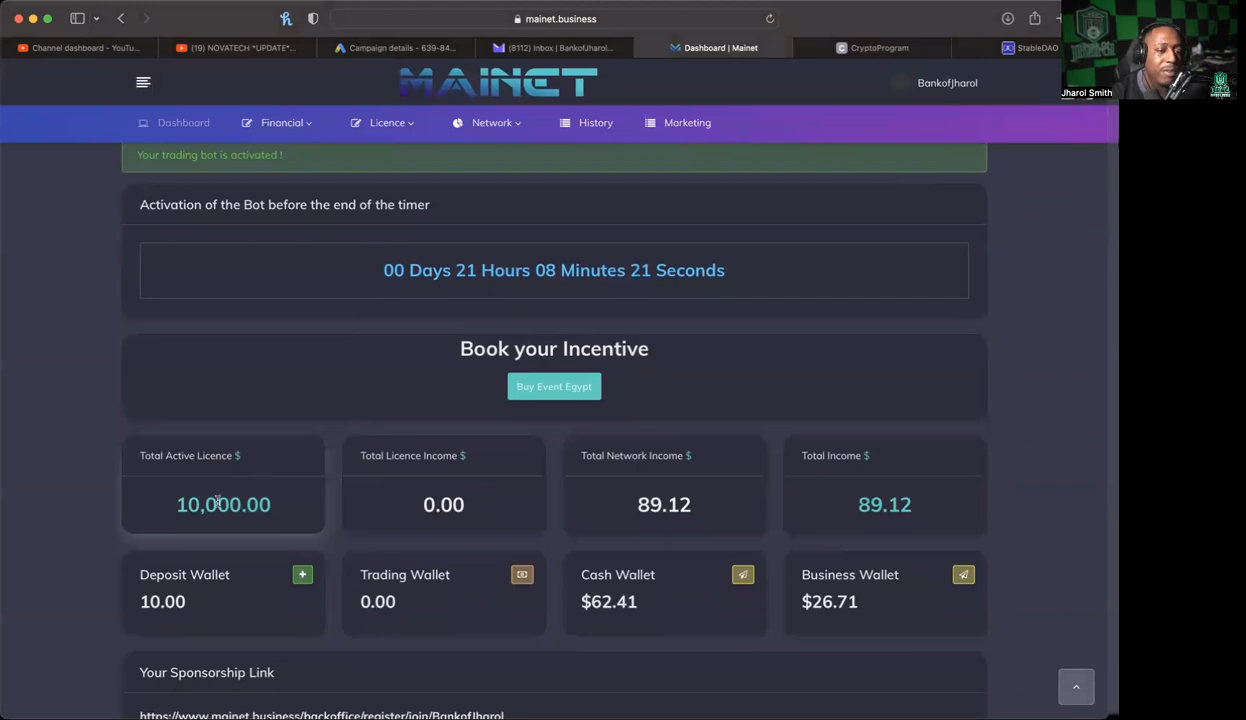 mainet.business
Channel dashboard - YouTu...
(19) NOVATECH *UPDATE*...
Campaign details - 639-84...
(8112) Inbox | BankofJharol...
Dashboard | Mainet
CryptoProgram
StableDAO
Jharol Smith
MAINET
BankofJharol
Dashboard
Financial
Licence
Network
History
Marketing
Your trading bot is activated !
Activation of the Bot before the end of the timer
00 Days 21 Hours 08 Minutes 21 Seconds
Book your Incentive
Buy Event Egypt
Total Active Licence $
Total Licence Income $
Total Network Income $
Total Income $
10,000.00
0.00
89.12
89.12
Deposit Wallet
Trading Wallet
Cash Wallet
Business Wallet
10.00
0.00
$62.41
$26.71
Your Sponsorship Link
https://www.mainet.business/backoffice/register/join/BankofJharol